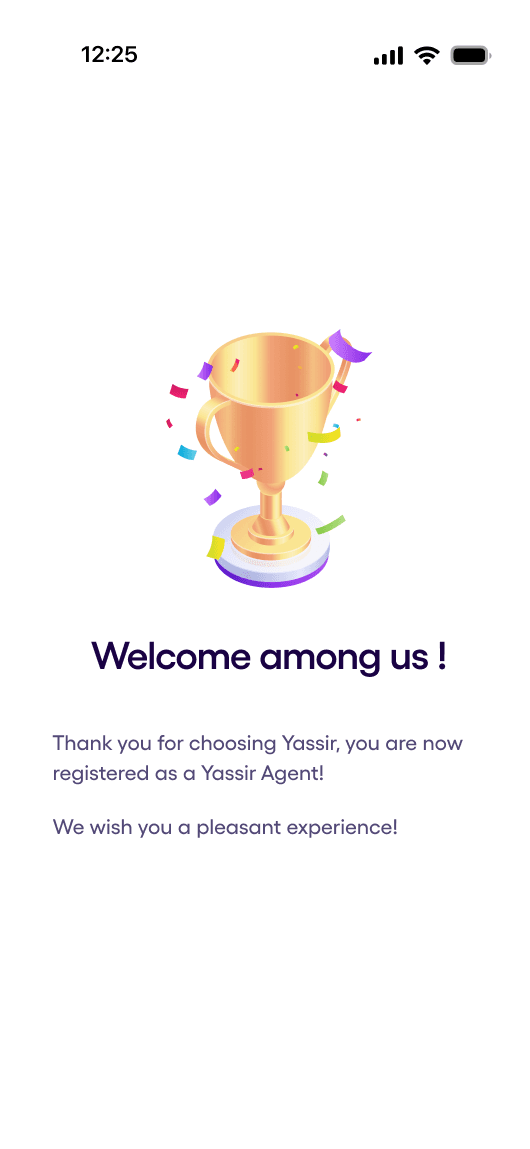 12:25
Welcome among us !
Thank you for choosing Yassir, you are now
registered as a Yassir Agent!
We wish you a pleasant experience!